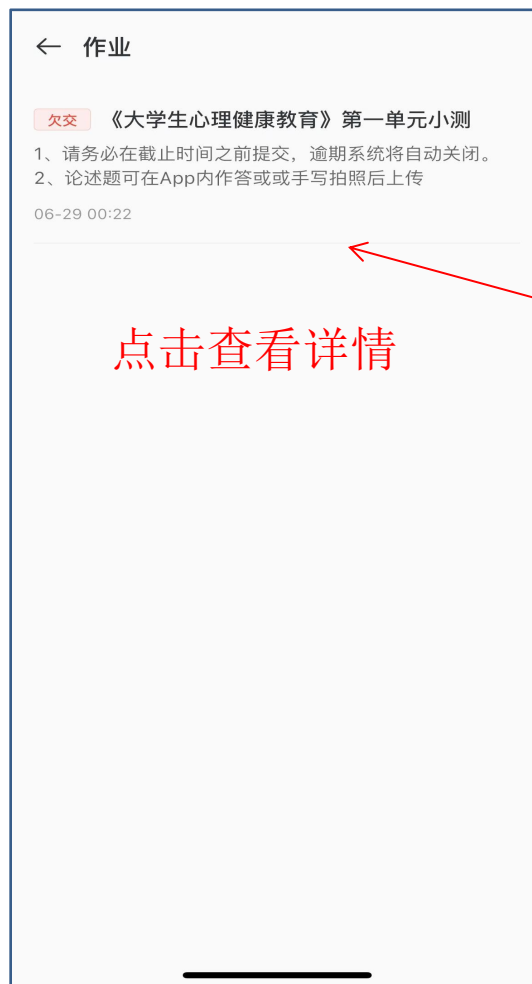 ← 作业
欠交 《大学生心理健康教育》第一单元小测
1、请务必在截止时间之前提交，逾期系统将自动关闭。
2、论述题可在App内作答或或手写拍照后上传
06-29 00:22
点击查看详情